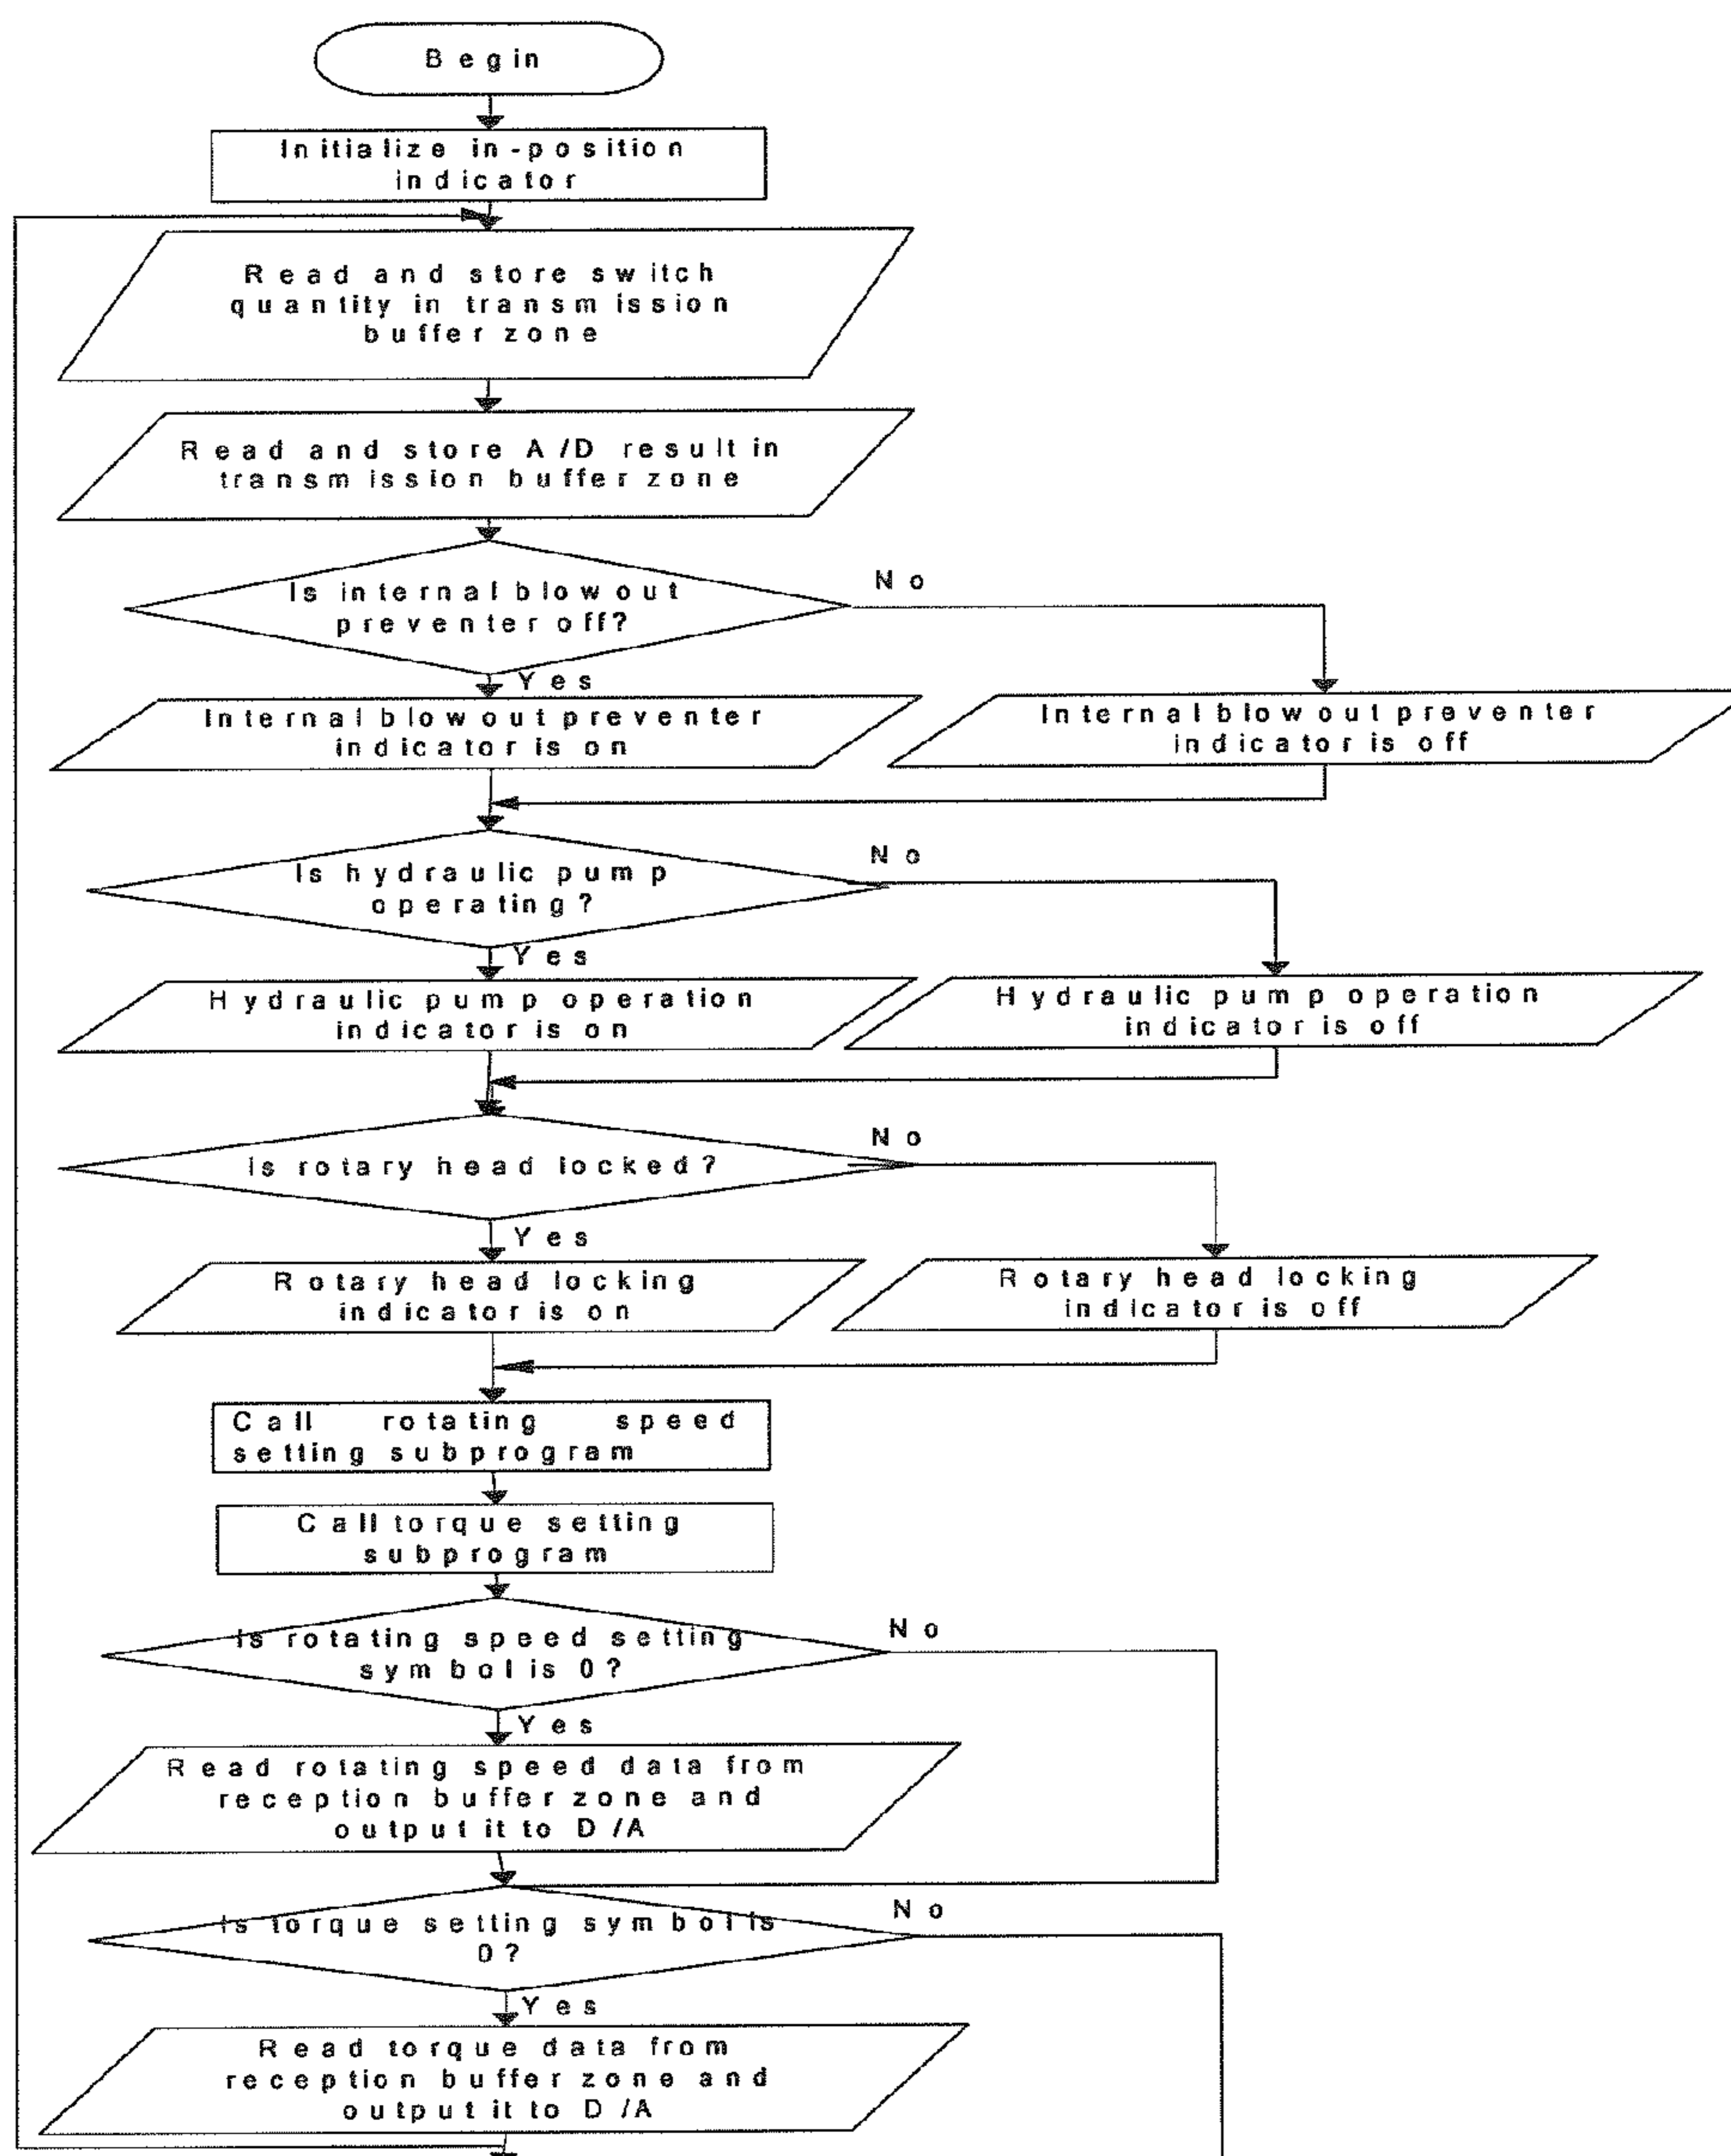 Begin
Initialize in-position
indicator
Read and store switch
quantity in transmission
buffer zone
Read and store A/D result in
transmission buffer zone
Is internal blowout
preventer off?
No
Yes
Internal blowout preventer
indicator is on
Internal blowout preventer
indicator is off
Is hydraulic pump
operating?
No
Yes
Hydraulic pump operation
indicator is on
Hydraulic pump operation
indicator is off
Is rotary head locked?
No
Yes
Rotary head locking
indicator is on
Rotary head locking
indicator is off
Call rotating speed
setting subprogram
Call torque setting
subprogram
Is rotating speed setting
symbol is 0?
No
Yes
Read rotating speed data from
reception buffer zone and
output it to D/A
Is torque setting symbol is
0?
No
Yes
Read torque data from
reception buffer zone and
output it to D/A